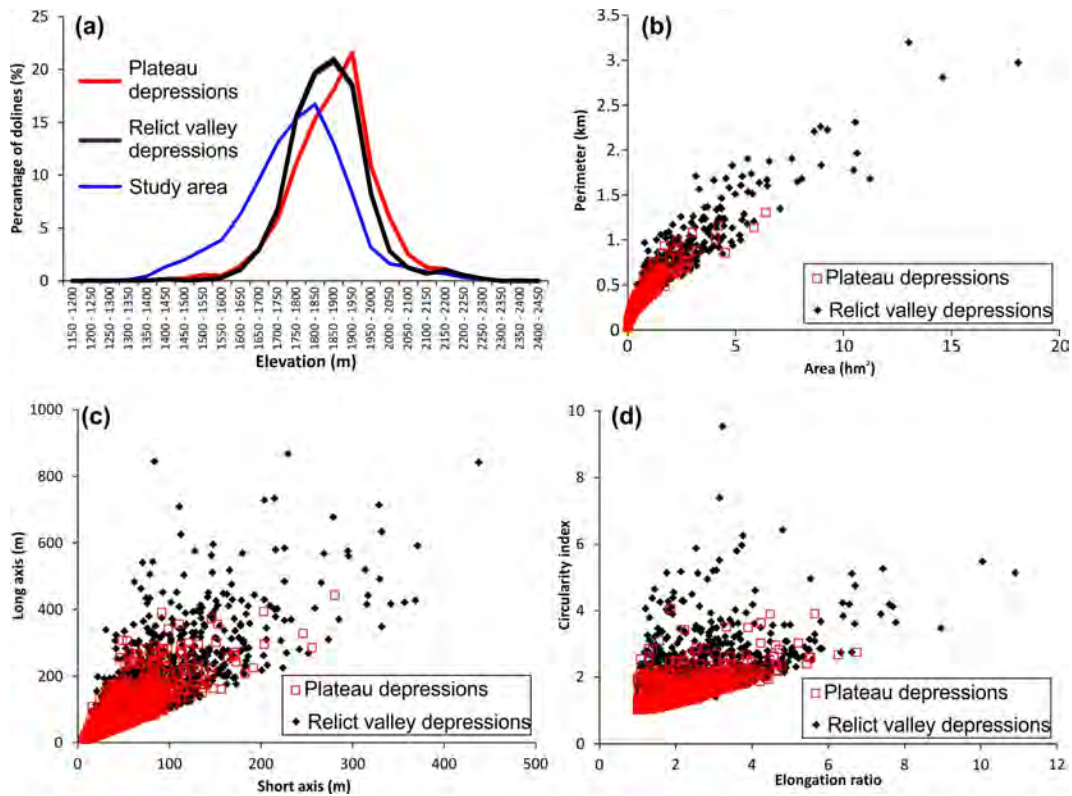 (a)
Percentage of dolines (%)
25
20
15
10
5
0
Plateau
depressions
Relict valley
depressions
Study area
1150 - 1200
1200 - 1250
1250 - 1300
1300 - 1350
1350 - 1400
1400 - 1450
1450 - 1500
1500 - 1550
1550 - 1600
1600 - 1650
1650 - 1700
1700 - 1750
1750 - 1800
1800 - 1850
1850 - 1900
1900 - 1950
1950 - 2000
2000 - 2050
2050 - 2100
2100 - 2150
2150 - 2200
2200 - 2250
2250 - 2300
2300 - 2350
2350 - 2400
2400 - 2450
Elevation (m)
(b)
Perimeter (km)
3.5
3
2.5
2
1.5
1
0.5
0
Plateau depressions
Relict valley depressions
0 5 10 15 20
Area (hm²)
(c)
Long axis (m)
1000
800
600
400
200
0
Plateau depressions
Relict valley depressions
0 100 200 300 400 500
Short axis (m)
(d)
Circularity index
10
8
6
4
2
0
Plateau depressions
Relict valley depressions
0 2 4 6 8 10 12
Elongation ratio